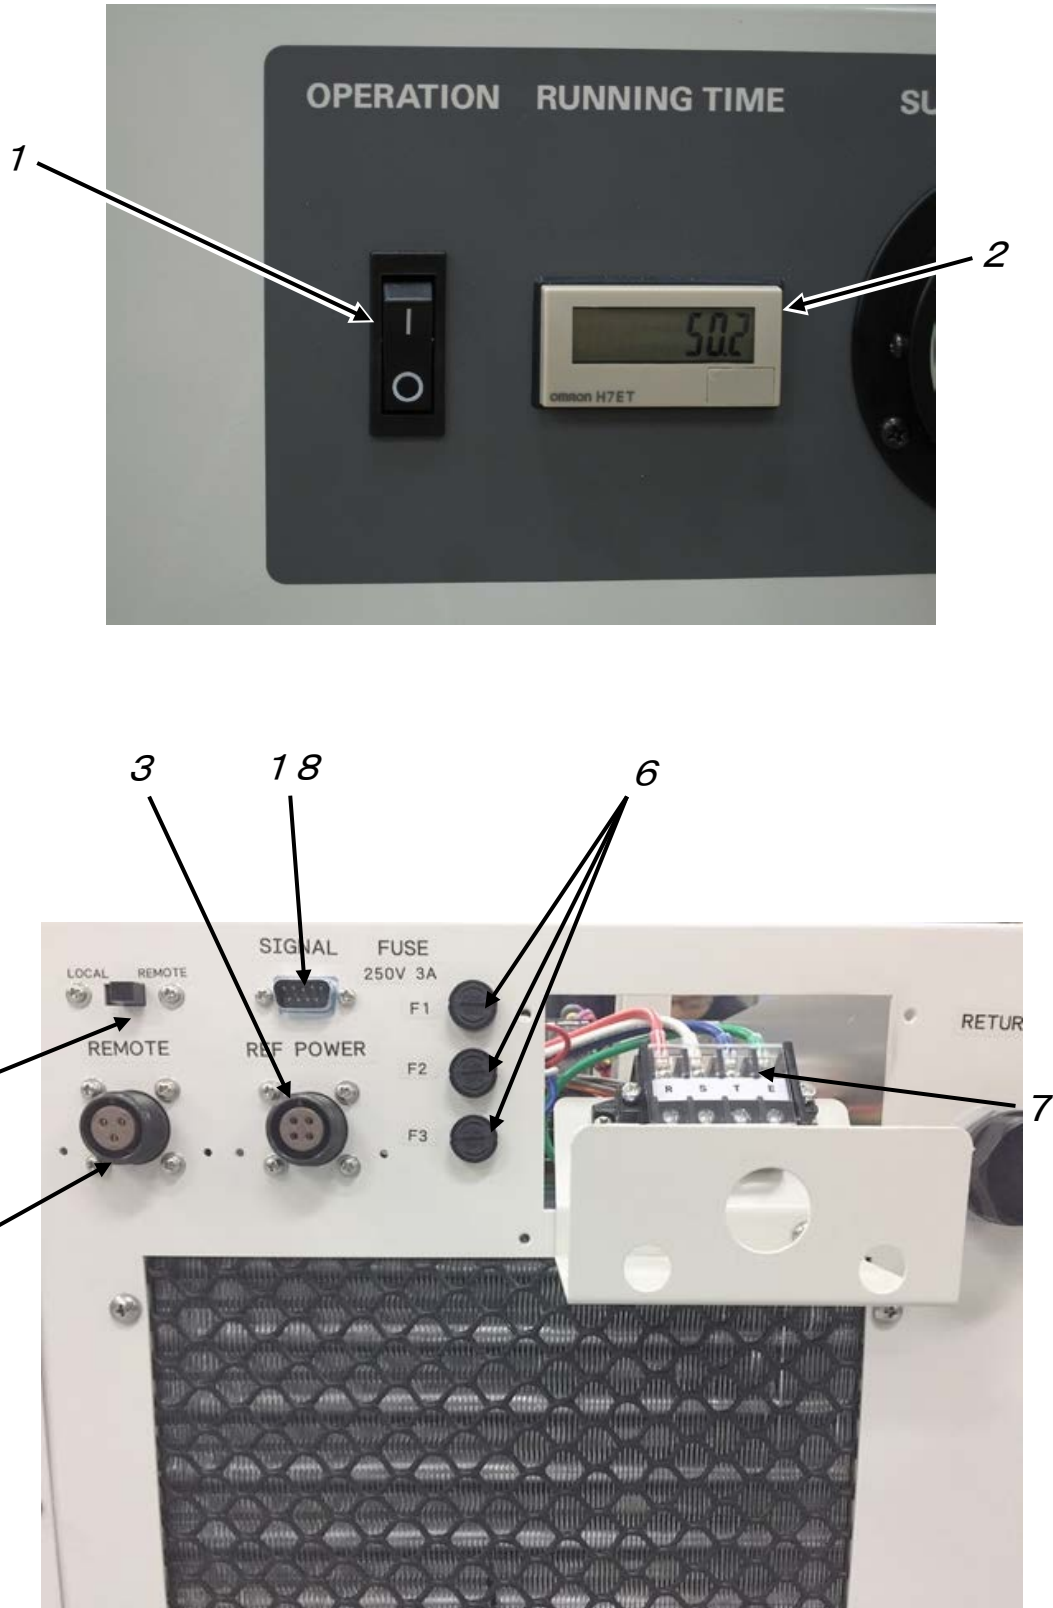 OPERATION RUNNING TIME SU
1
2
50.2
omron H7ET
3 18 6
SIGNAL FUSE
LOCAL REMOTE 250V 3A
F1
REMOTE REF POWER
RETUR
F2
R S T E
7
F3